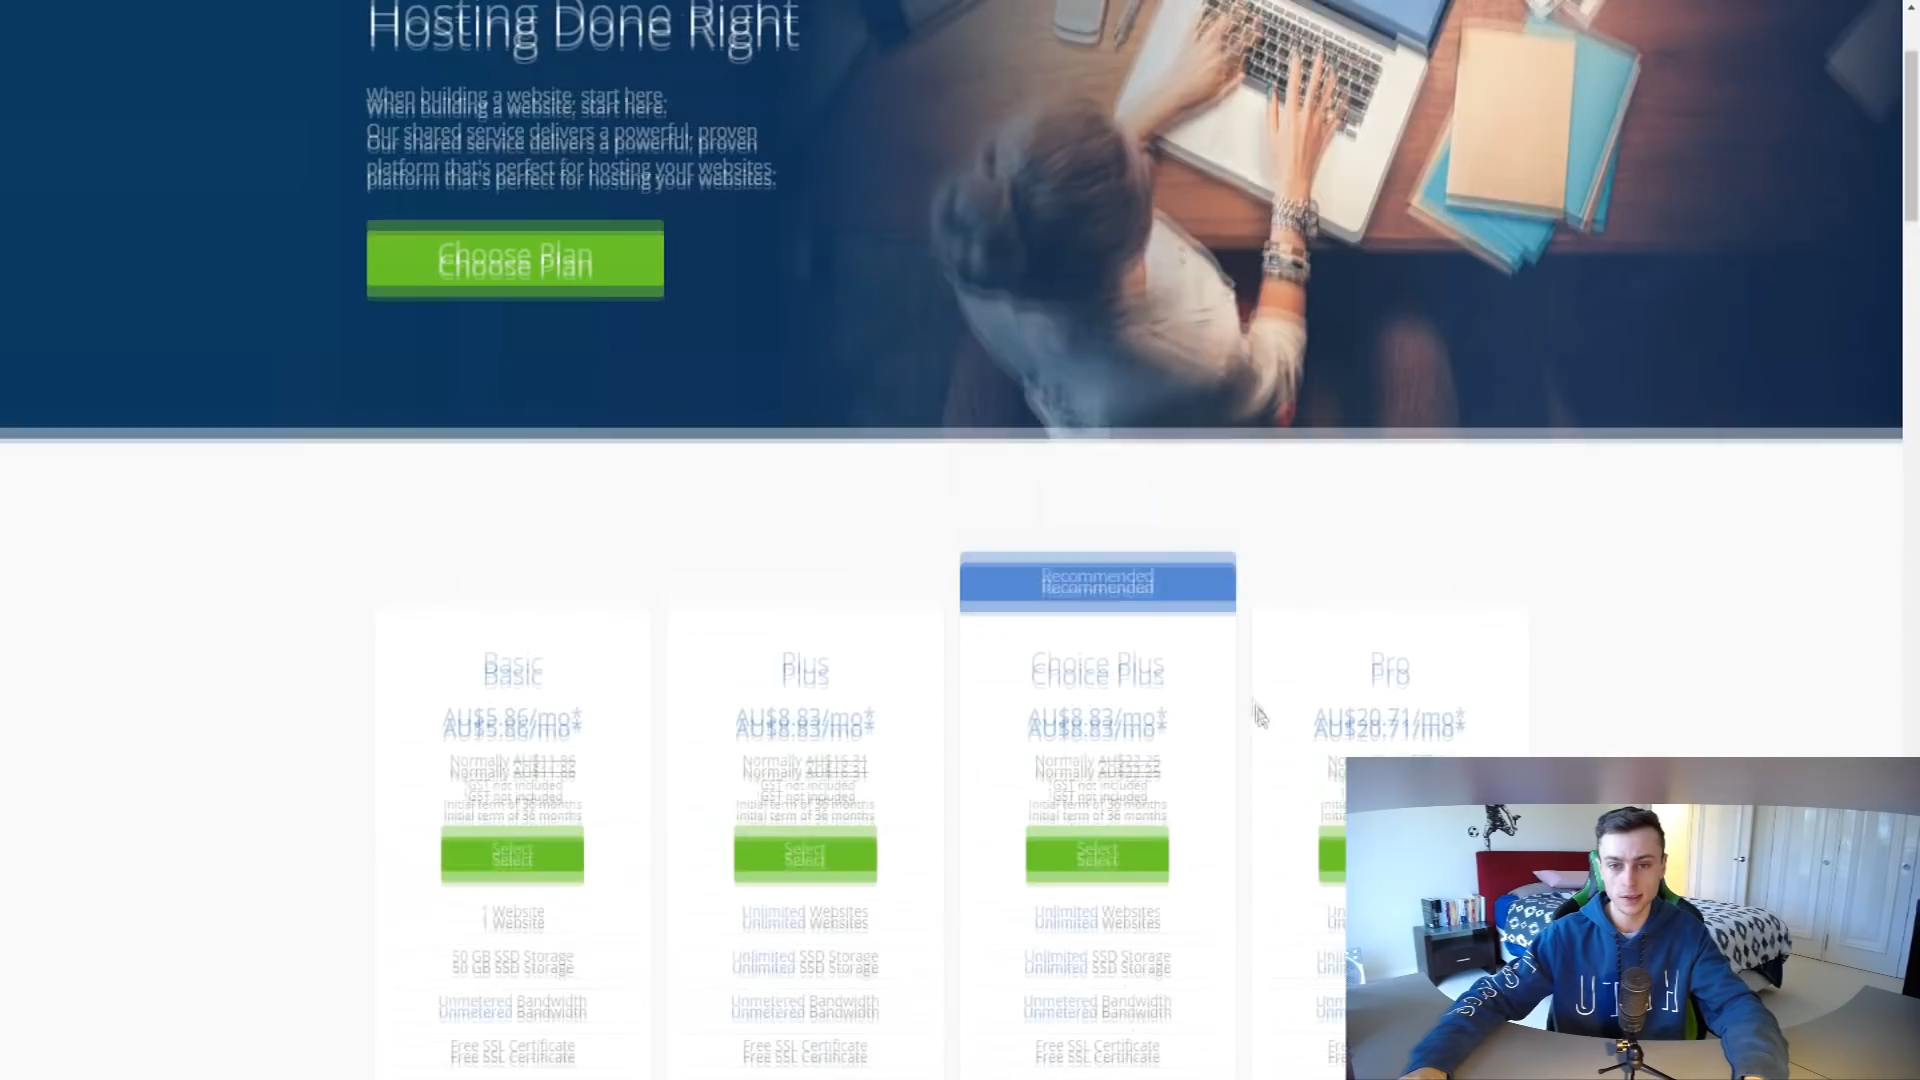 Hosting Done Right
When building a website, start here.
Our shared service delivers a powerful, proven
platform that's perfect for hosting your websites.
Choose Plan
Recommended
Basic
AU$5.86/mo*
Normally AU$11.86
GST not included
Initial term of 36 months
Select
1 Website
50 GB SSD Storage
Unmetered Bandwidth
Free SSL Certificate
Plus
AU$8.83/mo*
Normally AU$16.31
GST not included
Initial term of 36 months
Select
Unlimited Websites
Unlimited SSD Storage
Unmetered Bandwidth
Free SSL Certificate
Choice Plus
AU$8.83/mo*
Normally AU$22.25
GST not included
Initial term of 36 months
Select
Unlimited Websites
Unlimited SSD Storage
Unmetered Bandwidth
Free SSL Certificate
Pro
AU$20.71/mo*
UTAH